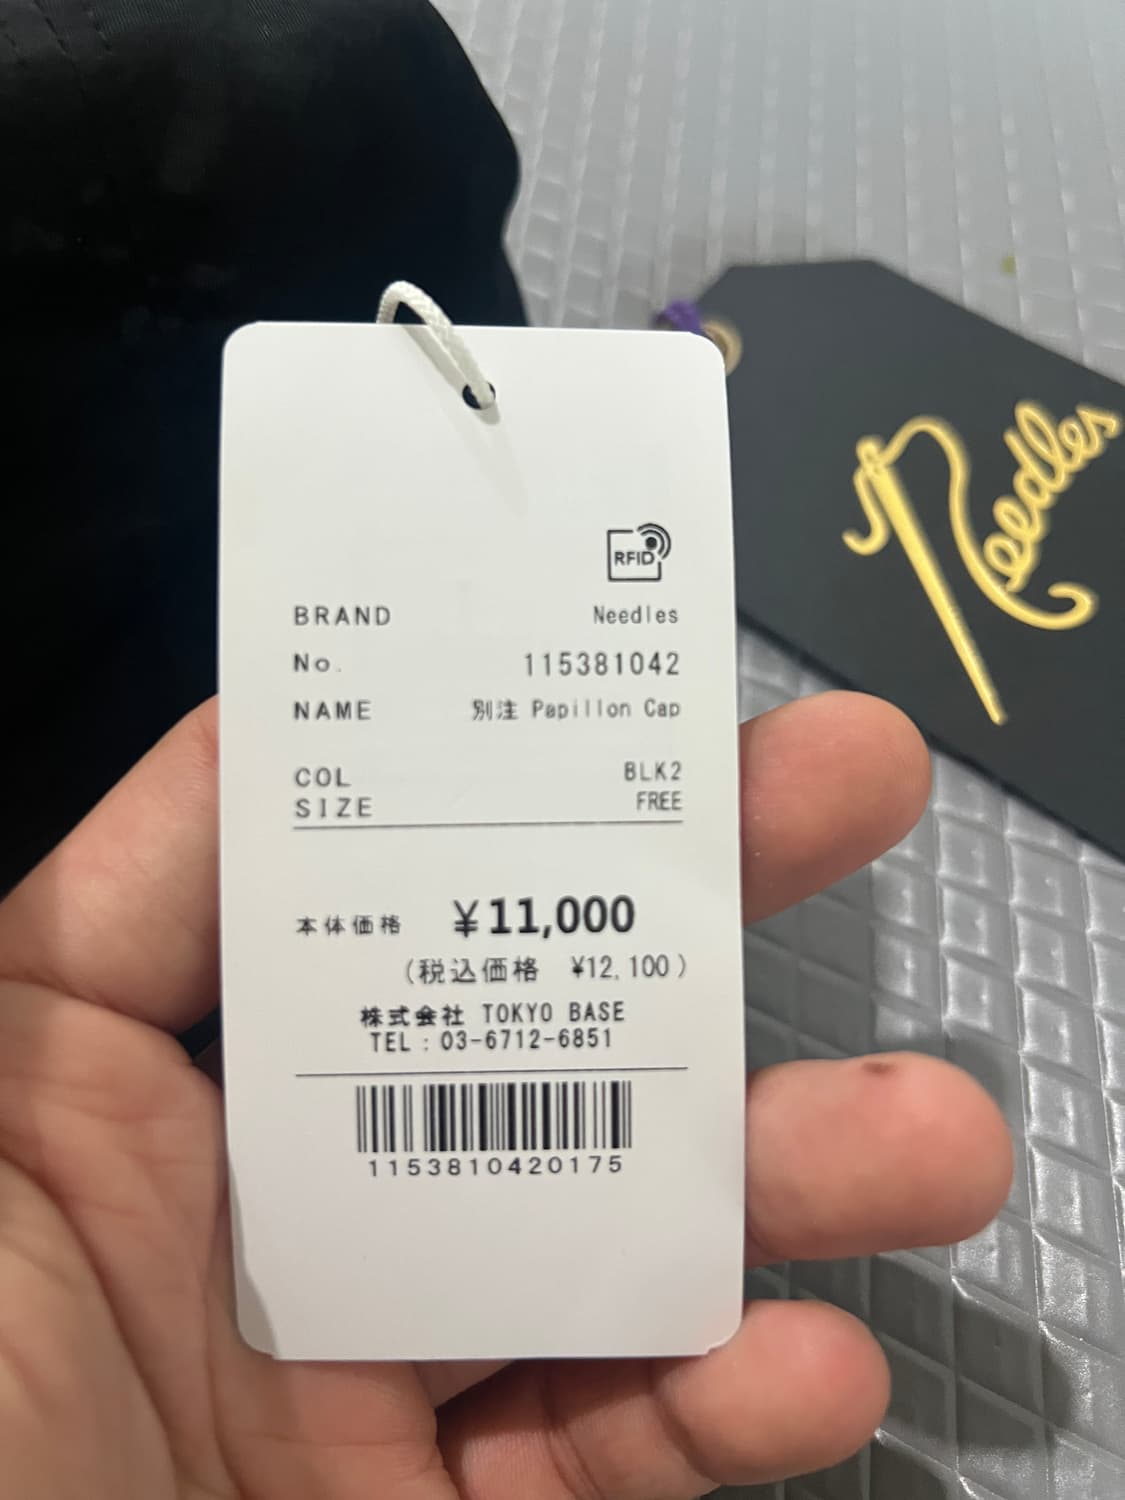 RFID
BRAND Needles
No. 115381042
NAME 別注 Papillon Cap
COL BLK2
SIZE FREE
本体価格 ¥11,000
(税込価格 ¥12,100)
株式会社 TOKYO BASE
TEL : 03-6712-6851
1153810420175
Needles